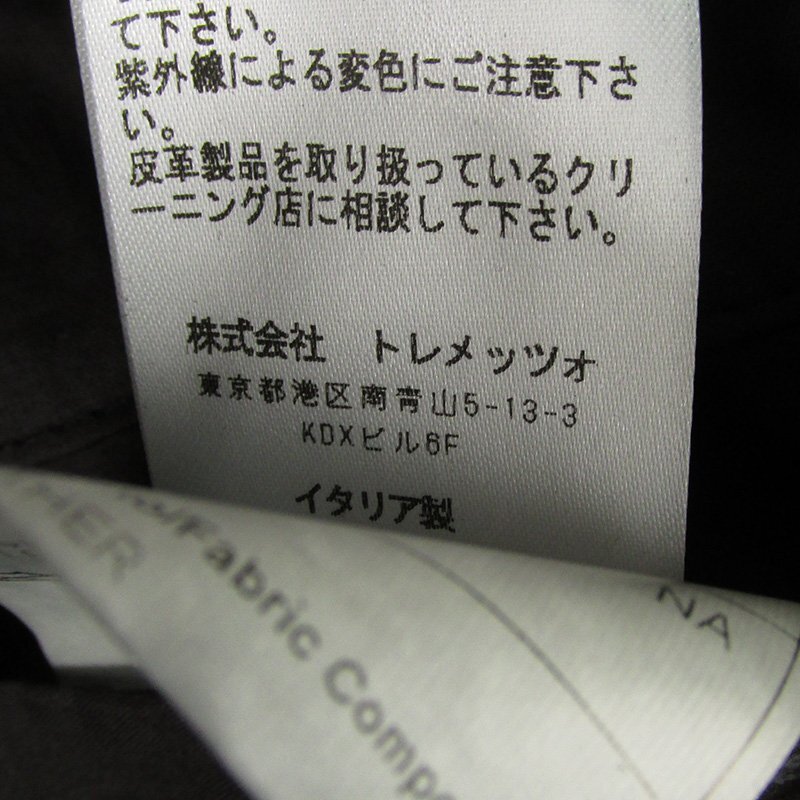 て下さい。
紫外線による変色にご注意下さ
い。
皮革製品を取り扱っているクリ
ーニング店に相談して下さい。
株式会社 トレメッツォ
東京都港区南青山5-13-3
KDXビル6F
イタリア製
HER
/Fabric Compo
NA